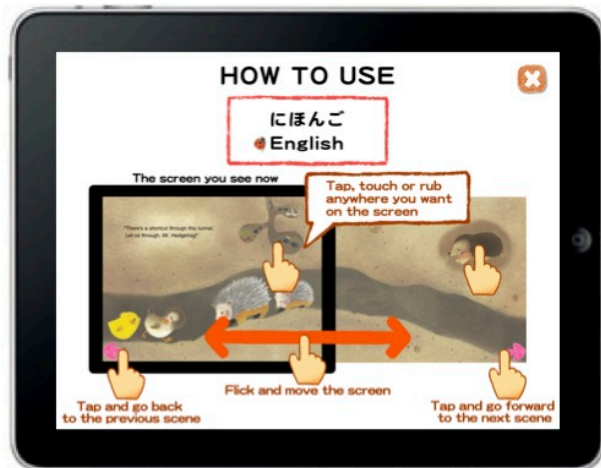 HOW TO USE
にほんご
English
The screen you see now
Tap, touch or rub
anywhere you want
on the screen
"There's a shortcut through this tunnel.
Let us through, Mr. Hedgehog!"
Flick and move the screen
Tap and go back
to the previous scene
Tap and go forward
to the next scene